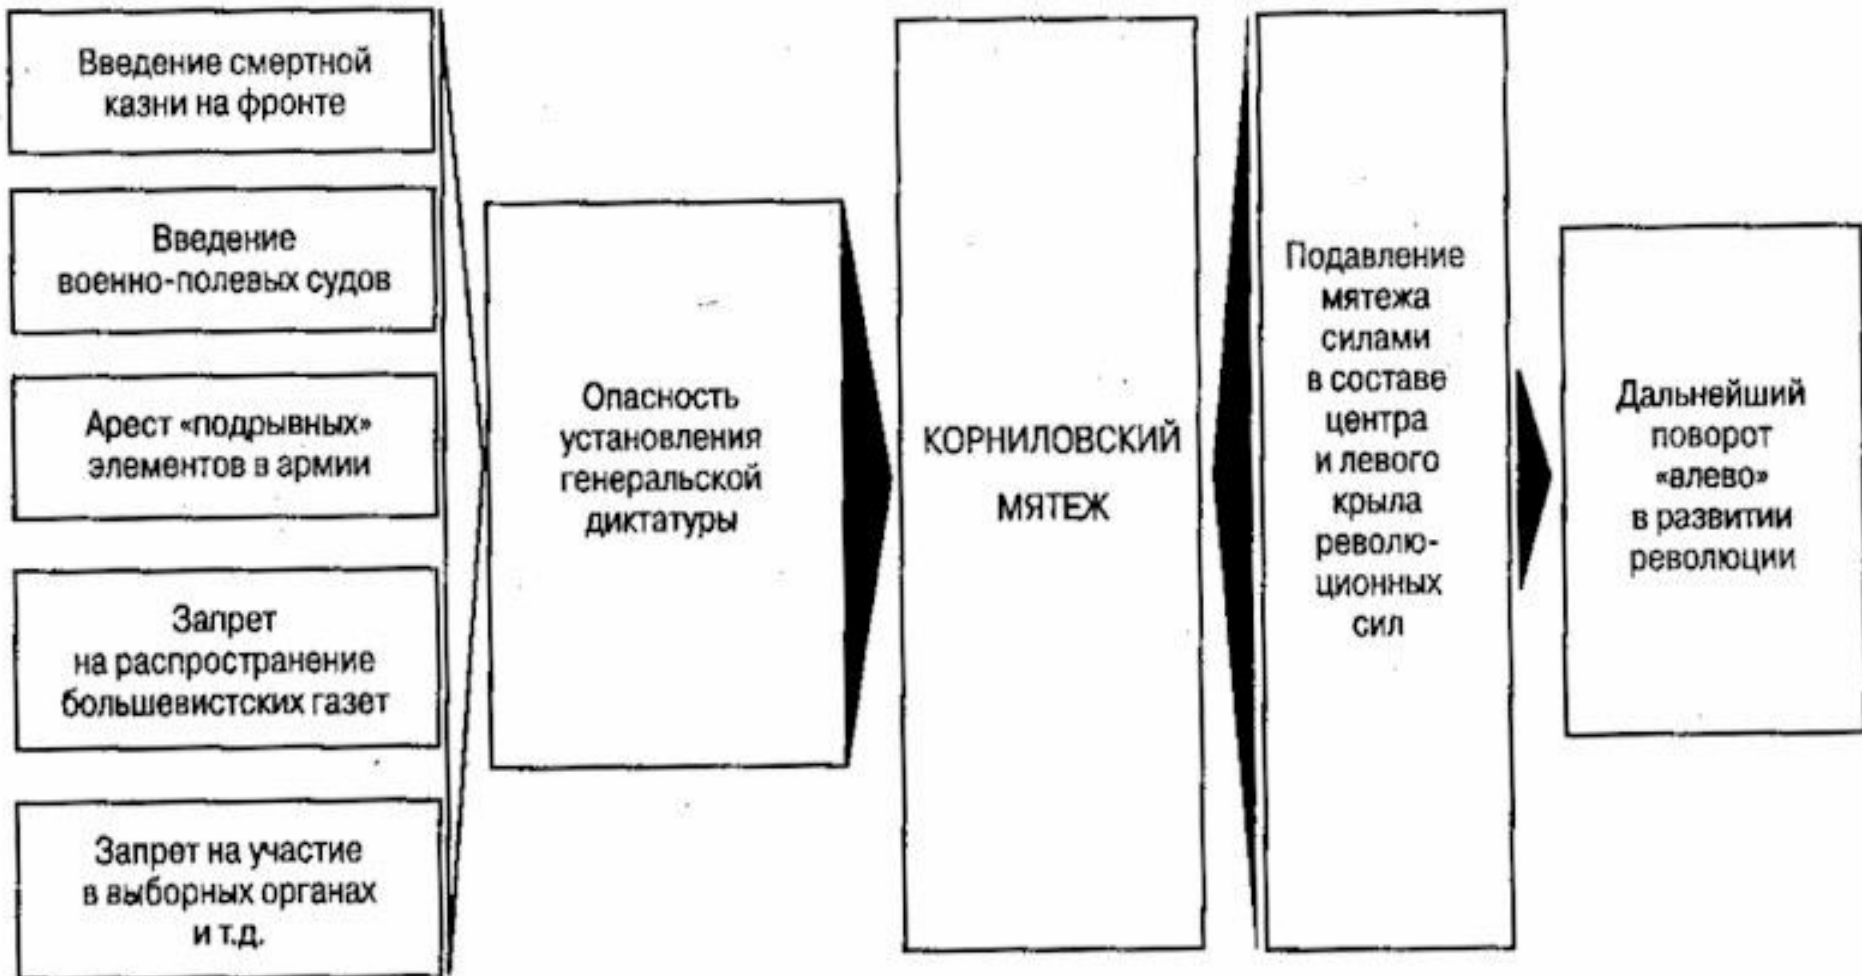 Введение смертной
казни на фронте
Введение
военно-полевых судов
Арест «подрывных»
элементов в армии
Запрет
на распространение
большевистских газет
Запрет на участие
в выборных органах
и т.д.
Опасность
установления
генеральской
диктатуры
КОРНИЛОВСКИЙ
МЯТЕЖ
Подавление
мятежа
силами
в составе
центра
и левого
крыла
револю-
ционных
сил
Дальнейший
поворот
«влево»
в развитии
революции